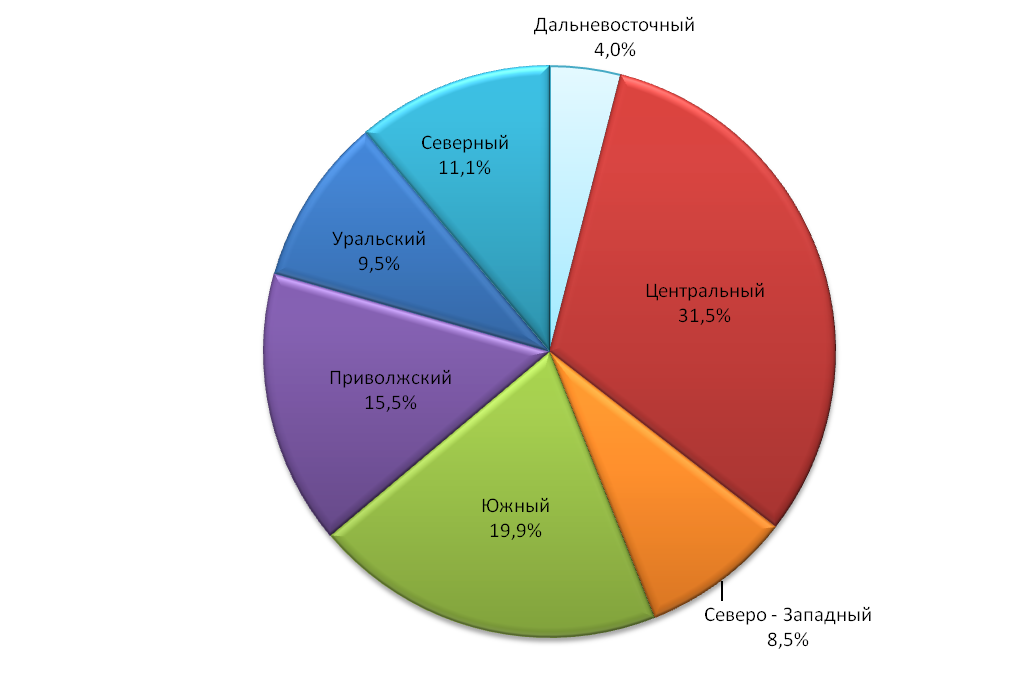 Дальневосточный
4,0%
Северный
11,1%
Уральский
9,5%
Центральный
31,5%
Приволжский
15,5%
Южный
19,9%
Северо - Западный
8,5%